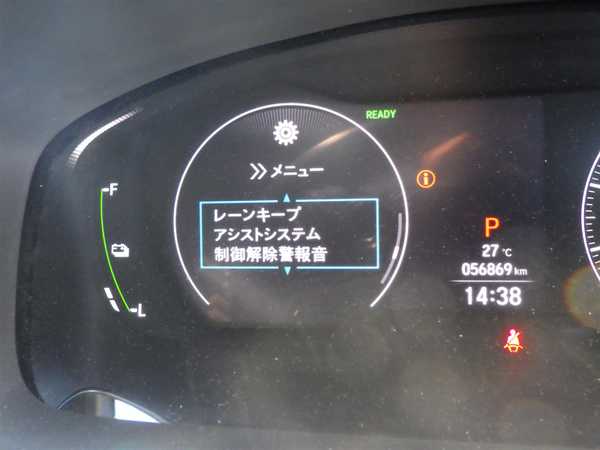 READY
メニュー
レーンキープ
アシストシステム
制御解除警報音
F
L
P
27℃
056869 km
14:38